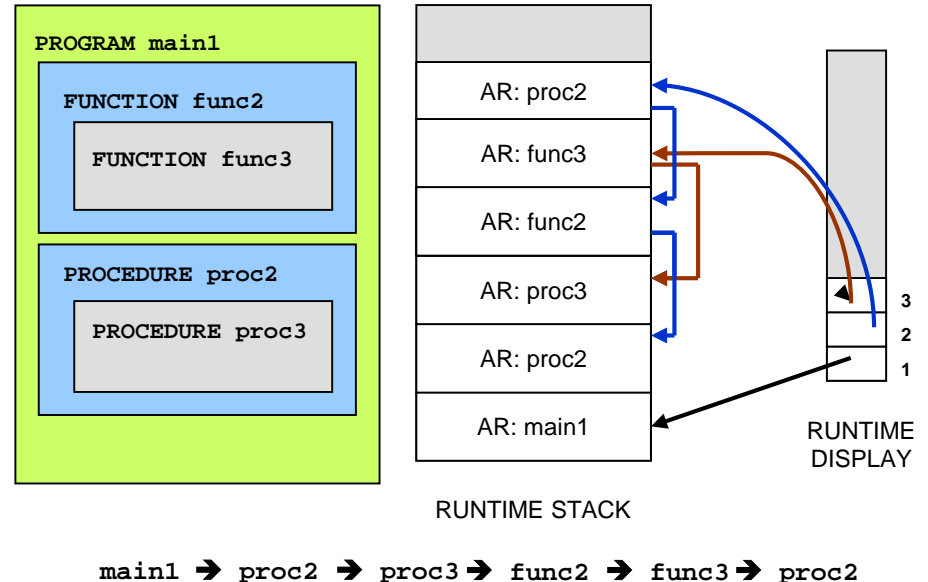 PROGRAM main1
FUNCTION func2
FUNCTION func3
PROCEDURE proc2
PROCEDURE proc3
AR: proc2
AR: func3
AR: func2
AR: proc3
AR: proc2
AR: main1
RUNTIME STACK
3
2
1
RUNTIME
DISPLAY
main1 ➔ proc2 ➔ proc3 ➔ func2 ➔ func3 ➔ proc2